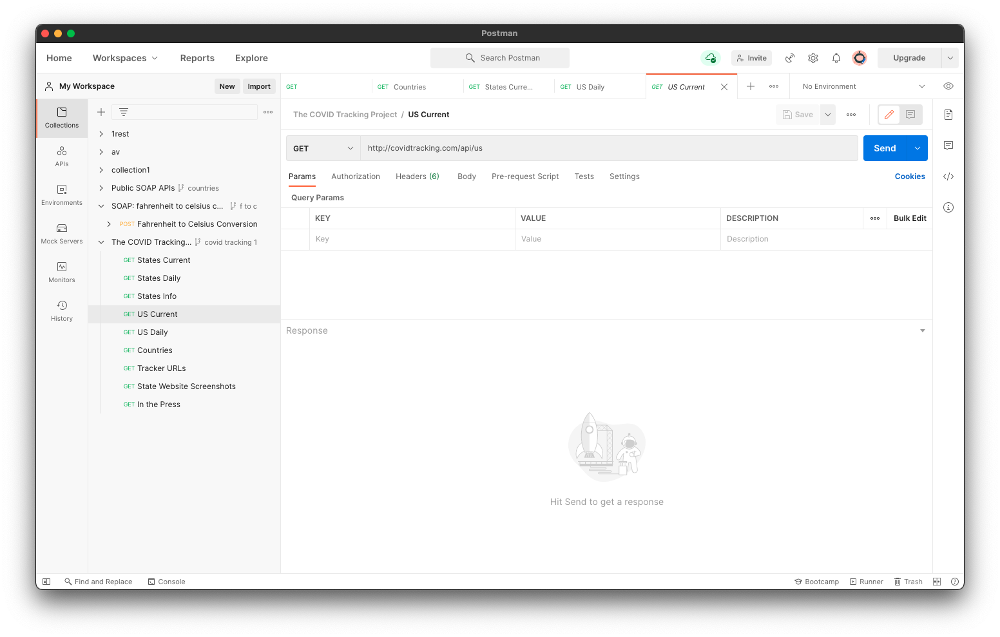 Postman
Home Workspaces Reports Explore Search Postman Invite Upgrade
My Workspace New Import
GET GET Countries GET States Curre... GET US Daily GET US Current No Environment
Collections
APIs
Environments
Mock Servers
Monitors
History
1rest
av
collection1
Public SOAP APIs countries
SOAP: fahrenheit to celsius c... f to c
POST Fahrenheit to Celsius Conversion
The COVID Tracking... covid tracking 1
GET States Current
GET States Daily
GET States Info
GET US Current
GET US Daily
GET Countries
GET Tracker URLs
GET State Website Screenshots
GET In the Press
The COVID Tracking Project / US Current Save
GET http://covidtracking.com/api/us Send
Params Authorization Headers (6) Body Pre-request Script Tests Settings Cookies
Query Params
KEY VALUE DESCRIPTION Bulk Edit
Key Value Description
Response
Hit Send to get a response
Find and Replace Console Bootcamp Runner Trash